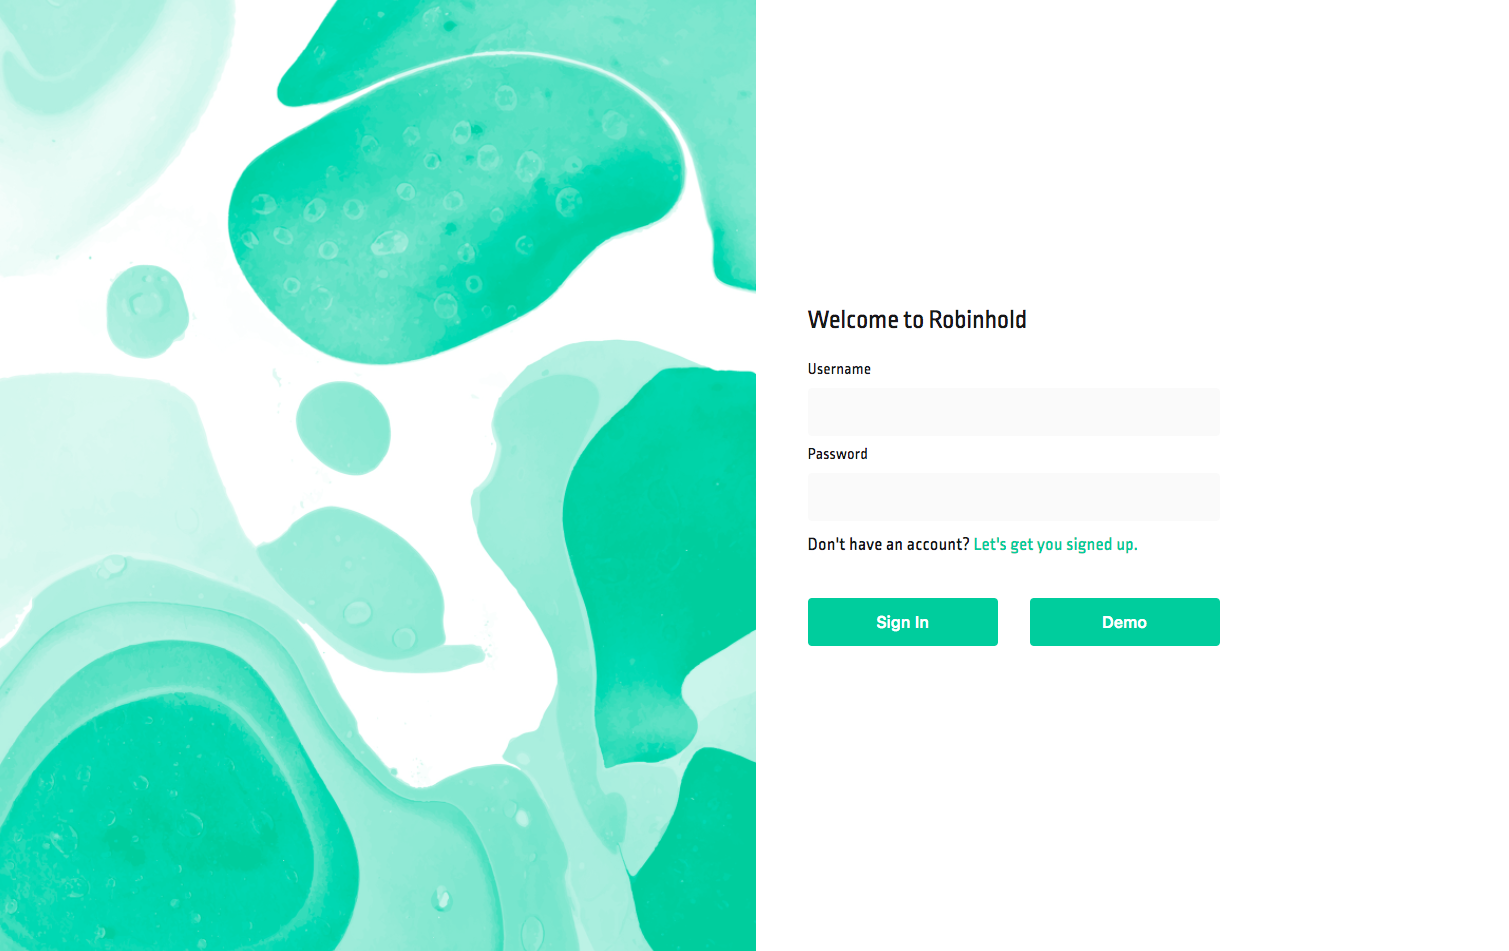 Welcome to Robinhold
Username
Password
Don't have an account? Let's get you signed up.
Sign In Demo